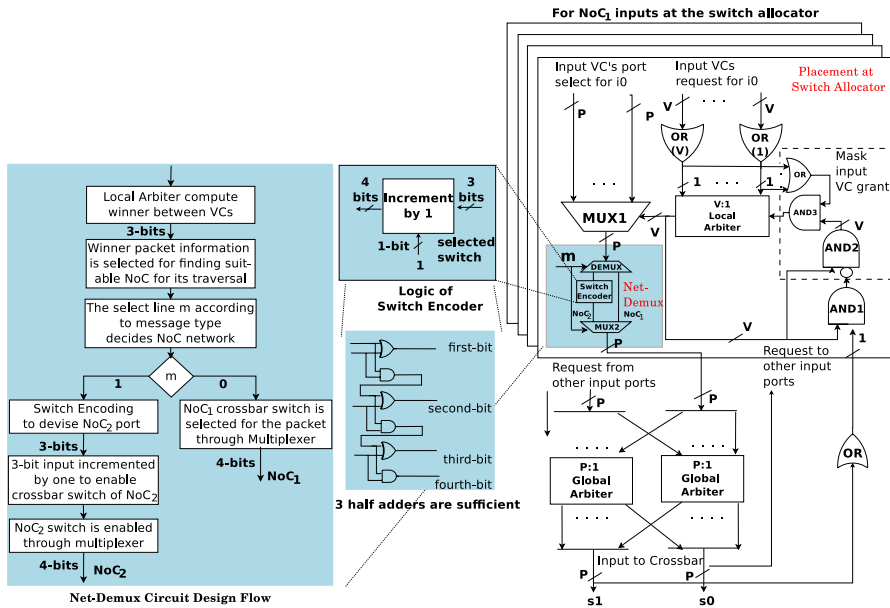 For NoC1 inputs at the switch allocator
Placement at
Switch Allocator
Input VC's port
select for i0
Input VCs
request for i0
P
P
V
V
OR
(V)
OR
(1)
1
1
OR
Mask
input
VC grant
AND3
V
MUX1
V:1
Local
Arbiter
V
AND2
P
m
DEMUX
Switch
Encoder
Net-
Demux
NoC2
NoC1
MUX2
AND1
P
V
1
Request from
other input ports
Request to
other input
ports
P
P
P:1
Global
Arbiter
P:1
Global
Arbiter
OR
Input to Crossbar
P
P
s1
s0
Local Arbiter compute
winner between VCs
3-bits
Winner packet information
is selected for finding suit-
able NoC for its traversal
The select line m according
to message type
decides NoC network
m
1
0
Switch Encoding
to devise NoC2 port
NoC1 crossbar switch is
selected for the packet
through Multiplexer
3-bits
4-bits
NoC1
3-bit input incremented
by one to enable
crossbar switch of NoC2
NoC2 switch is enabled
through multiplexer
4-bits
NoC2
Net-Demux Circuit Design Flow
4
bits
Increment
by 1
3
bits
1-bit
1
selected
switch
Logic of
Switch Encoder
first-bit
second-bit
third-bit
fourth-bit
3 half adders are sufficient